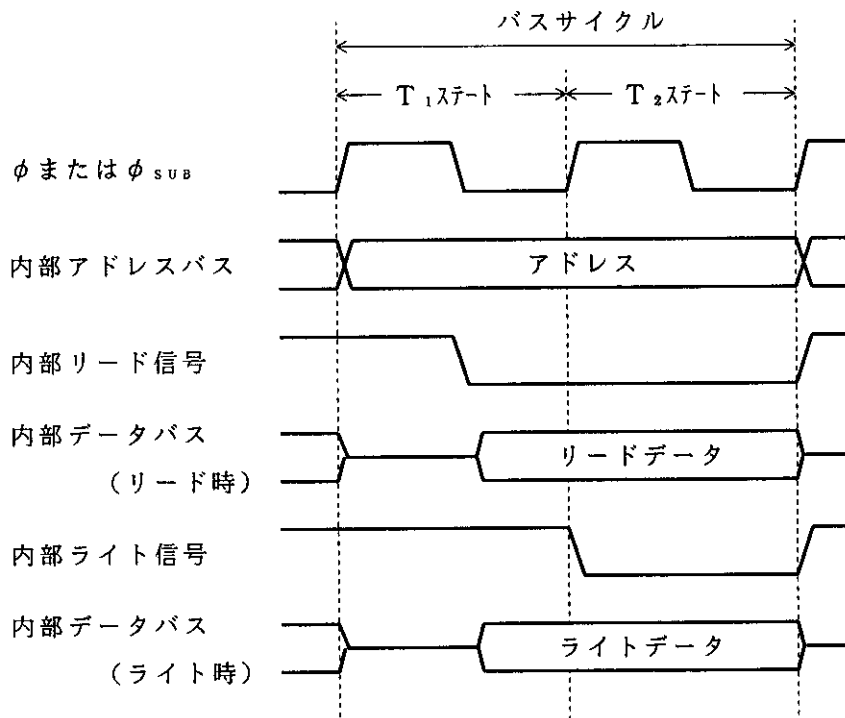 バスサイクル
T₁ステート
T₂ステート
φまたはφSUB
内部アドレスバス
アドレス
内部リード信号
内部データバス
(リード時)
リードデータ
内部ライト信号
内部データバス
(ライト時)
ライトデータ